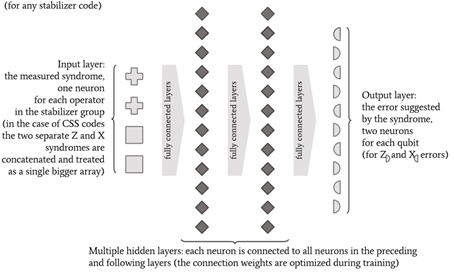 (for any stabilizer code)
Input layer:
the measured syndrome,
one neuron
for each operator
in the stabilizer group
(in the case of CSS codes
the two separate Z and X
syndromes are
concatenated and treated
as a single bigger array)
fully connected layers
fully connected layers
fully connected layers
Output layer:
the error suggested
by the syndrome,
two neurons
for each qubit
(for Z and X errors)
Multiple hidden layers: each neuron is connected to all neurons in the preceding
and following layers (the connection weights are optimized during training)